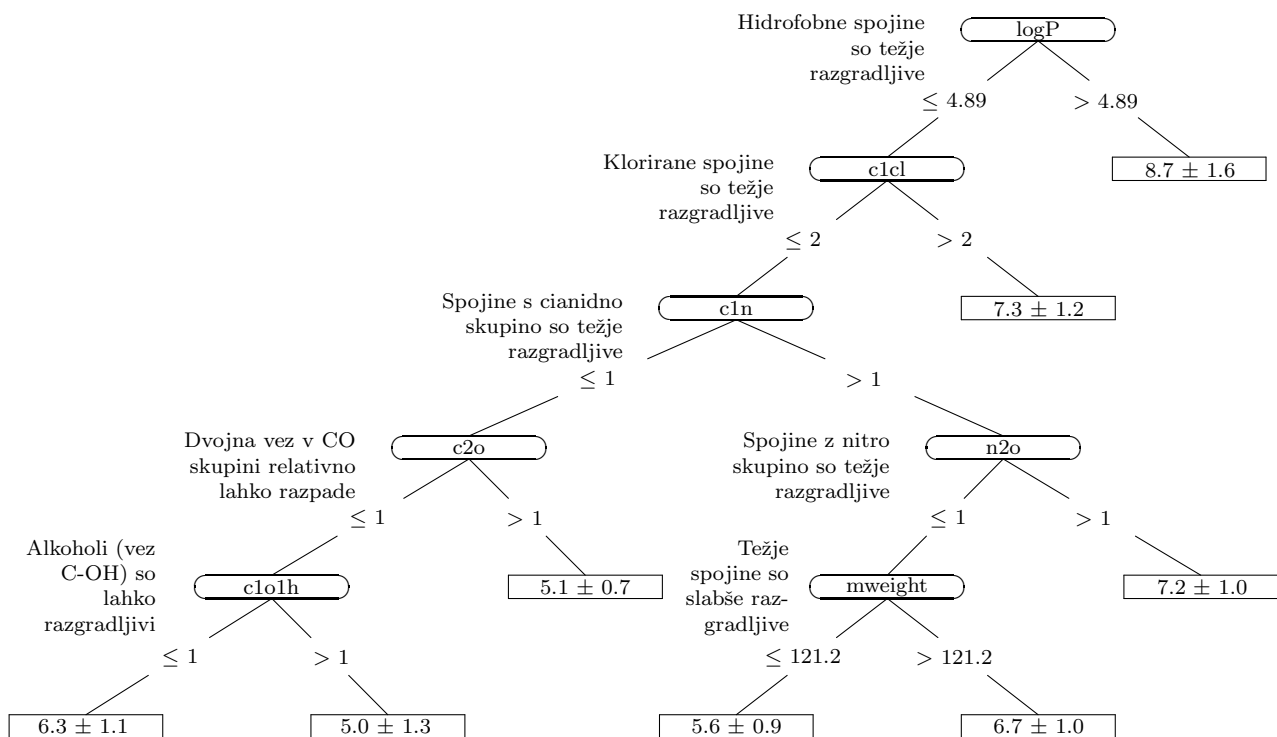 Hidrofobne spojine
so težje
razgradljive
logP
≤ 4.89
> 4.89
Klorirane spojine
so težje
razgradljive
c1cl
8.7 ± 1.6
≤ 2
> 2
Spojine s cianidno
skupino so težje
razgradljive
c1n
7.3 ± 1.2
≤ 1
> 1
Dvojna vez v CO
skupini relativno
lahko razpade
c2o
Spojine z nitro
skupino so težje
razgradljive
n2o
≤ 1
> 1
≤ 1
> 1
Alkoholi (vez
C-OH) so
lahko
razgradljivi
c1o1h
5.1 ± 0.7
Težje
spojine so
slabše raz-
gradljive
mweight
7.2 ± 1.0
≤ 1
> 1
≤ 121.2
> 121.2
6.3 ± 1.1
5.0 ± 1.3
5.6 ± 0.9
6.7 ± 1.0